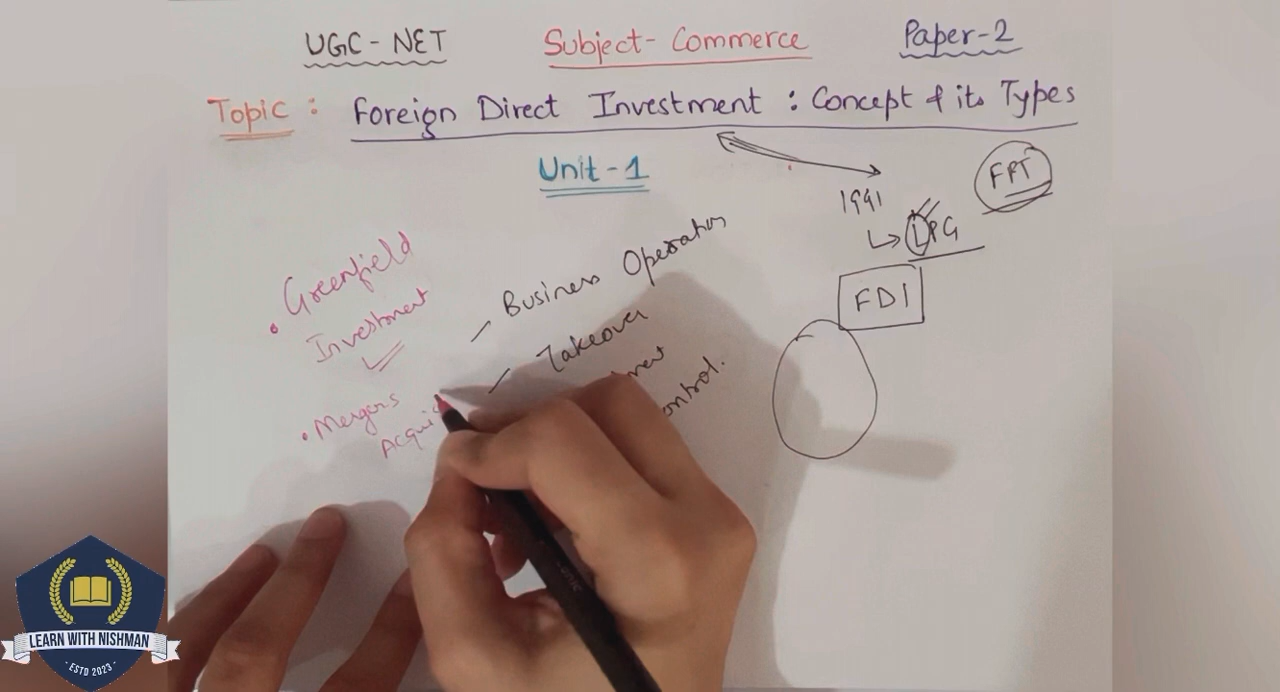 UGC-NET Subject- Commerce Paper-2
Topic : Foreign Direct Investment : Concept & its Types
Unit-1
FPI
1991
LPG
FDI
• Greenfield
Investment
• Mergers
Acqui
- Business Operation
- Takeover
LEARN WITH NISHMAN
· ESTD 2023 ·